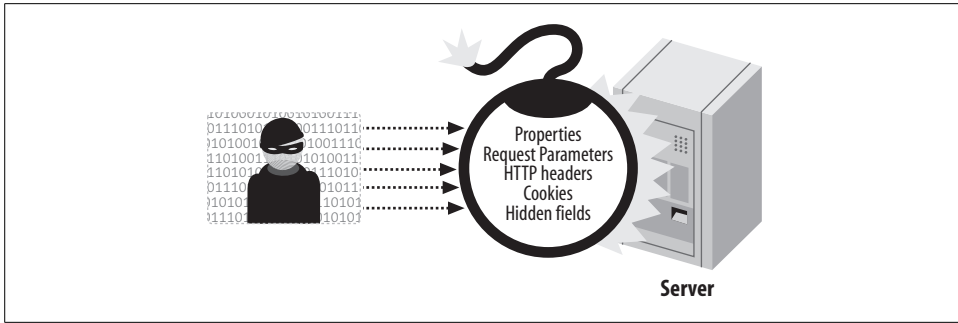 Properties
Request Parameters
HTTP headers
Cookies
Hidden fields
Server